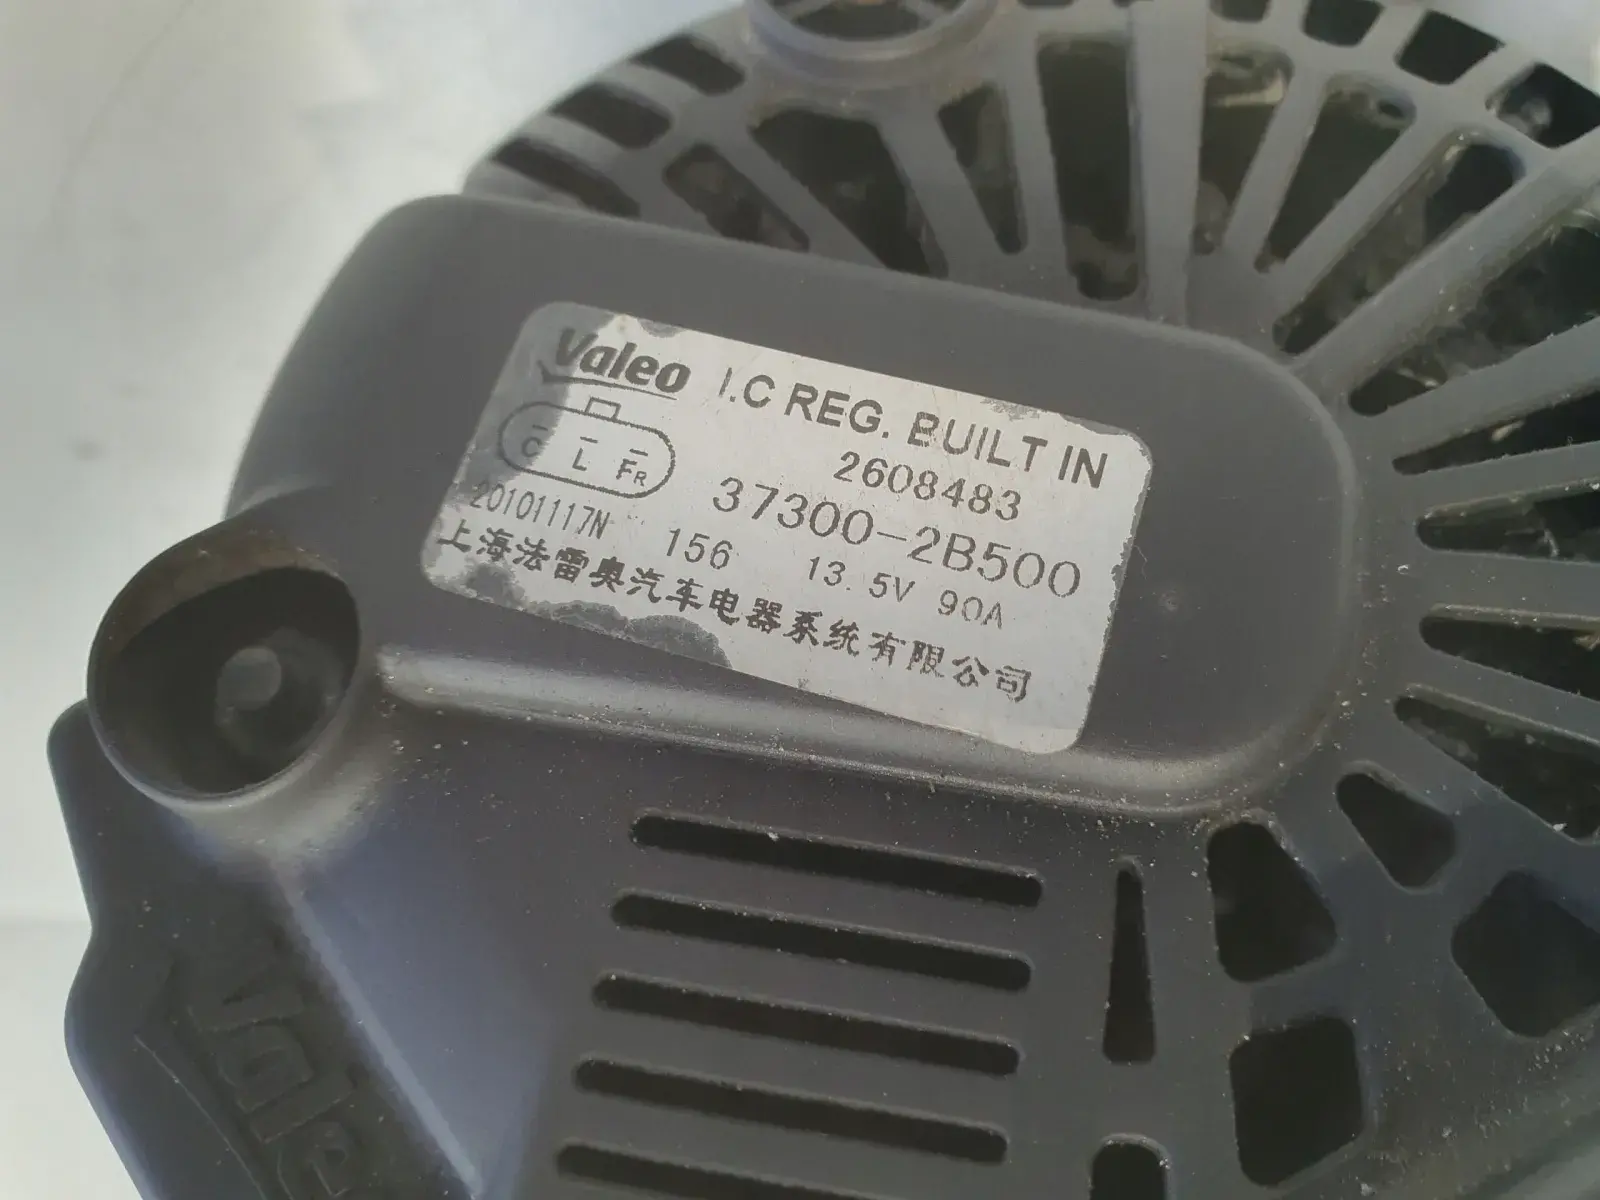 Valeo I.C REG. BUILT IN
2608483
C L FR
37300-2B500
20101117N 156 13.5V 90A
上海法雷奥汽车电器系统有限公司
Valeo